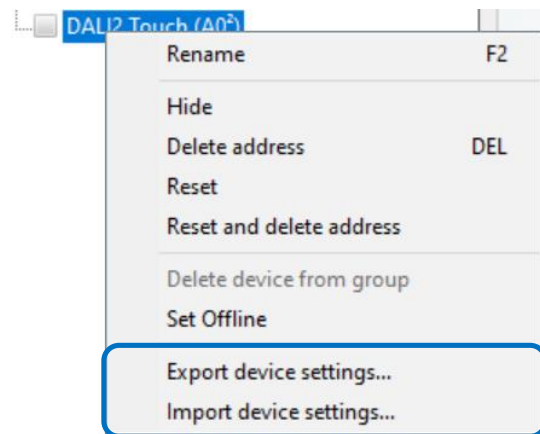 DALI2 Touch (A0²)
Rename F2
Hide
Delete address DEL
Reset
Reset and delete address
Delete device from group
Set Offline
Export device settings...
Import device settings...